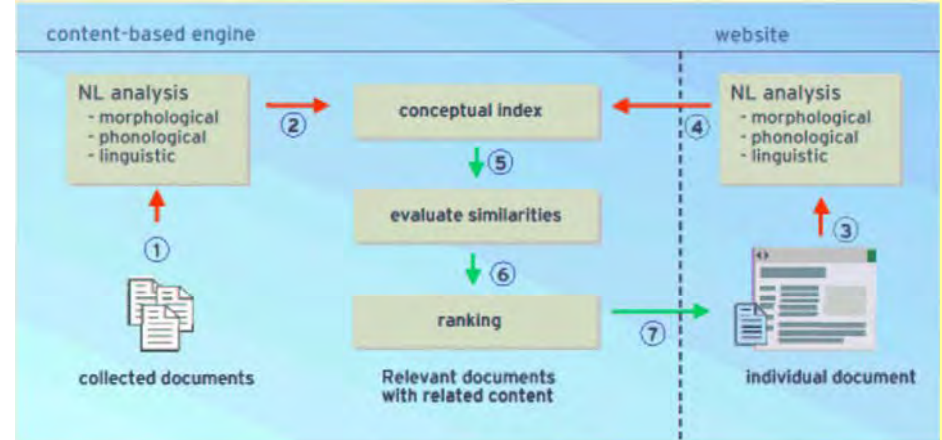 content-based engine
website
NL analysis
- morphological
- phonological
- linguistic
2
conceptual index
4
NL analysis
- morphological
- phonological
- linguistic
5
evaluate similarities
1
3
6
ranking
7
collected documents
Relevant documents
with related content
individual document